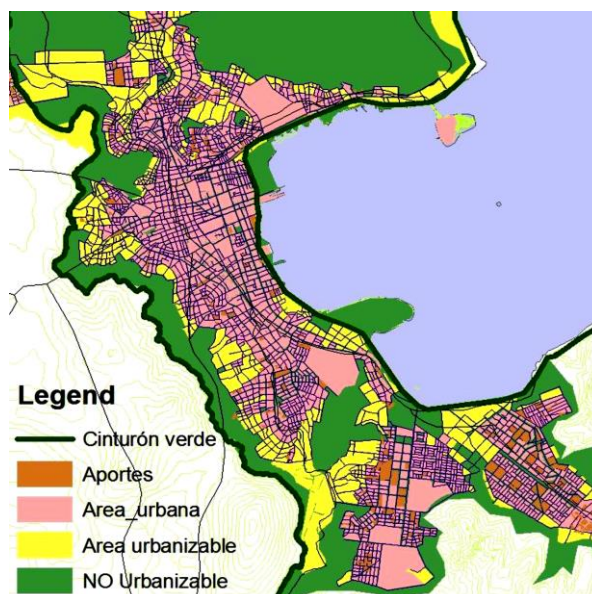 Legend
Cinturón verde
Aportes
Area_urbana
Area urbanizable
NO Urbanizable